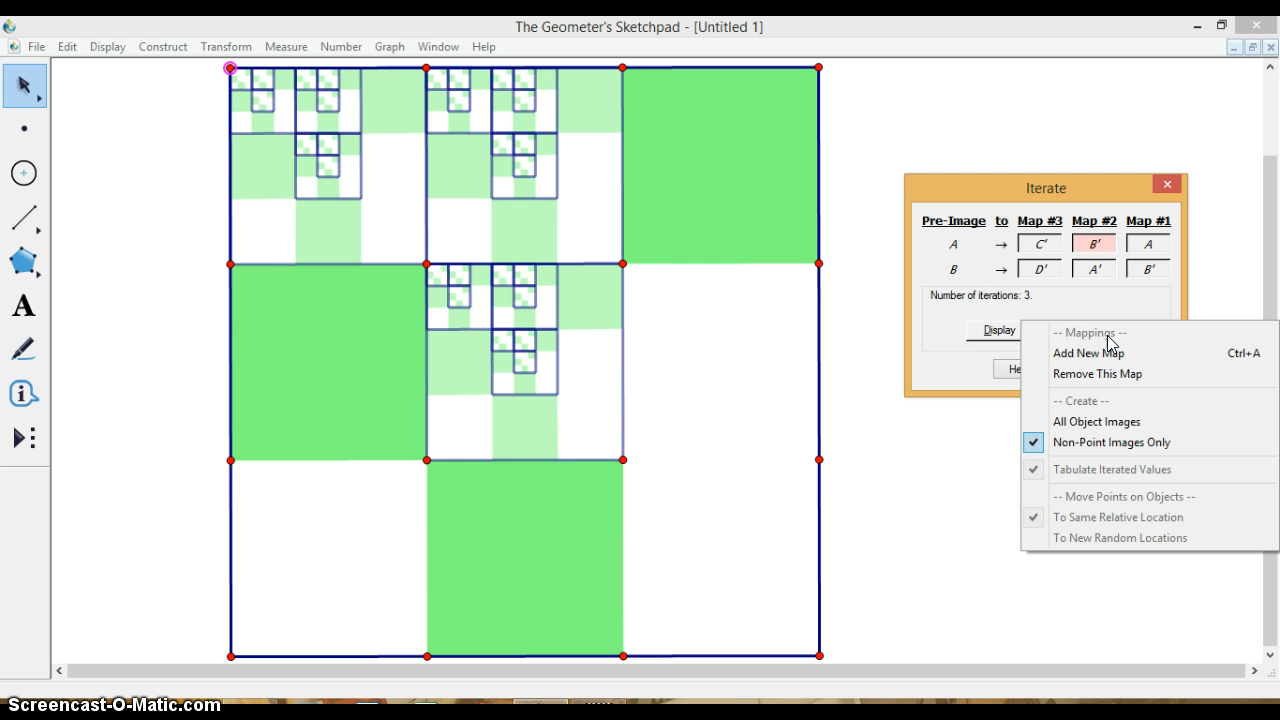 The Geometer's Sketchpad - [Untitled 1]
File Edit Display Construct Transform Measure Number Graph Window Help
A
Iterate
Pre-Image to Map #3 Map #2 Map #1
A → C' B' A
B → D' A' B'
Number of iterations: 3.
Display
He
-- Mappings --
Add New Map Ctrl+A
Remove This Map
-- Create --
All Object Images
Non-Point Images Only
Tabulate Iterated Values
-- Move Points on Objects --
To Same Relative Location
To New Random Locations
Screencast-O-Matic.com